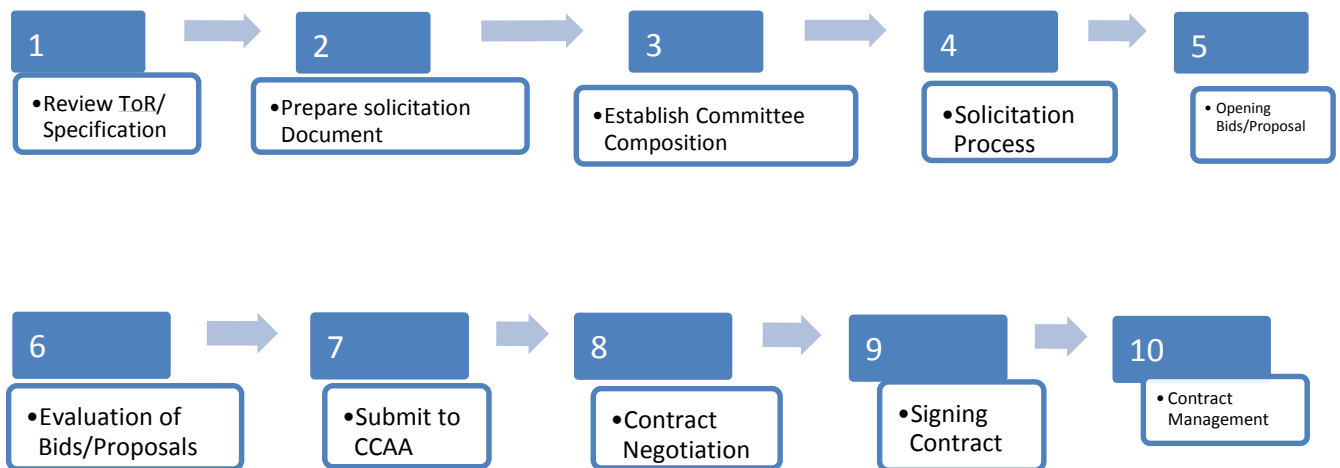 1
•Review ToR/
Specification
2
•Prepare solicitation
Document
3
•Establish Committee
Composition
4
•Solicitation
Process
5
• Opening
Bids/Proposal
6
•Evaluation of
Bids/Proposals
7
•Submit to
CCAA
8
•Contract
Negotiation
9
•Signing
Contract
10
• Contract
Management